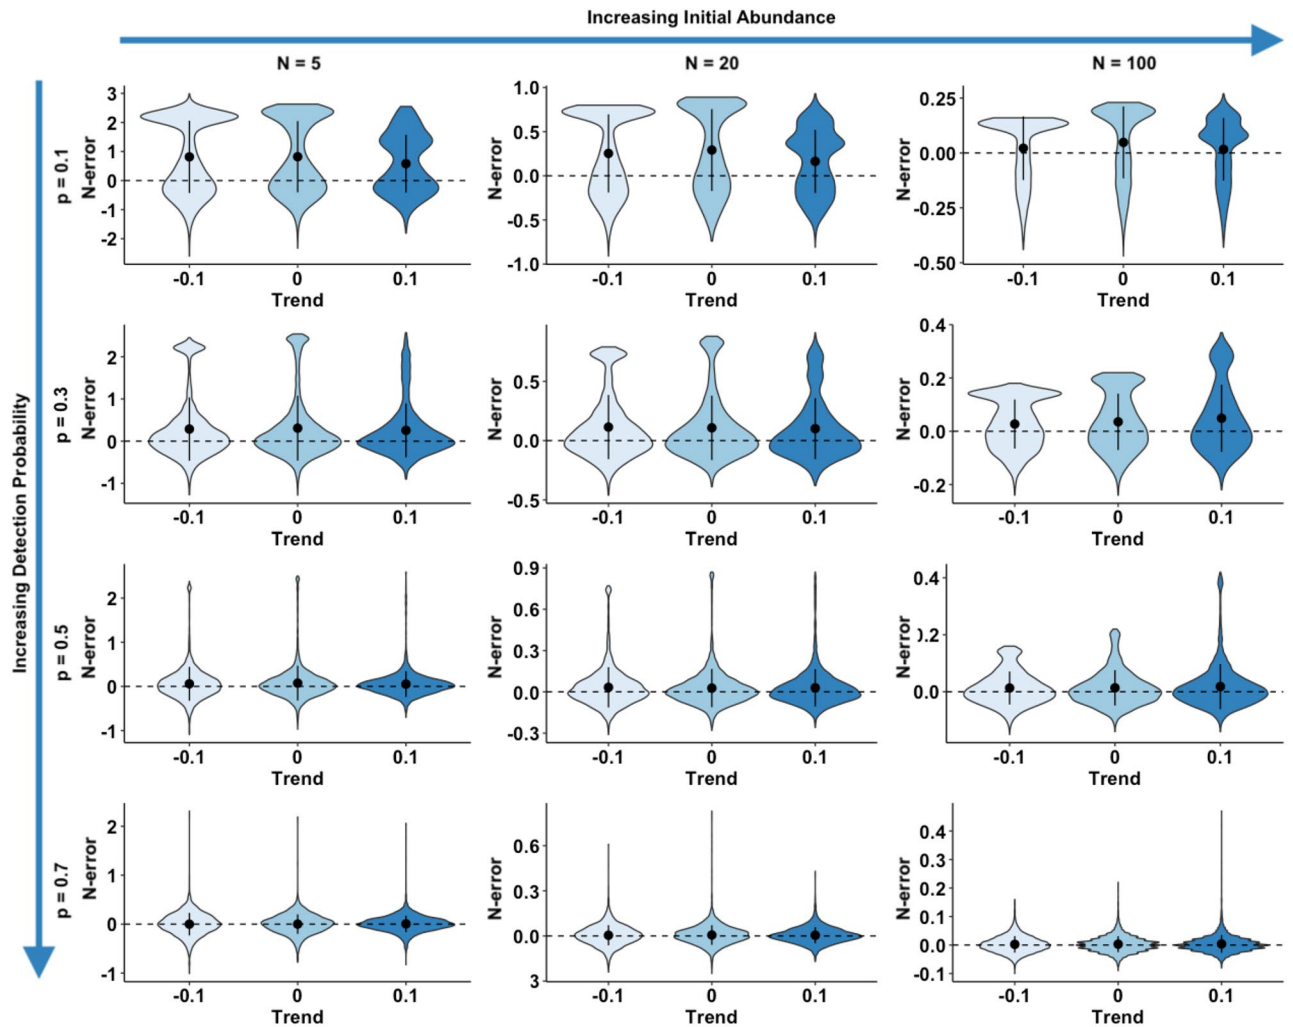 Increasing Initial Abundance
N = 5 N = 20 N = 100
Increasing Detection Probability
p = 0.1
N-error
3
2
1
0
-1
-2
-0.1 0 0.1
Trend
N-error
1.0
0.5
0.0
-0.5
-1.0
-0.1 0 0.1
Trend
N-error
0.25
0.00
-0.25
-0.50
-0.1 0 0.1
Trend
p = 0.3
N-error
2
1
0
-1
-0.1 0 0.1
Trend
N-error
0.5
0.0
-0.5
-0.1 0 0.1
Trend
N-error
0.4
0.2
0.0
-0.2
-0.1 0 0.1
Trend
p = 0.5
N-error
2
1
0
-1
-0.1 0 0.1
Trend
N-error
0.9
0.6
0.3
0.0
-0.3
-0.1 0 0.1
Trend
N-error
0.4
.2
0.0
-0.1 0 0.1
Trend
p = 0.7
N-error
2
1
0
-1
-0.1 0 0.1
Trend
N-error
0.6
0.3
0.0
3
-0.1 0 0.1
Trend
N-error
0.4
0.3
0.2
0.1
0.0
-0.1
-0.1 0 0.1
Trend